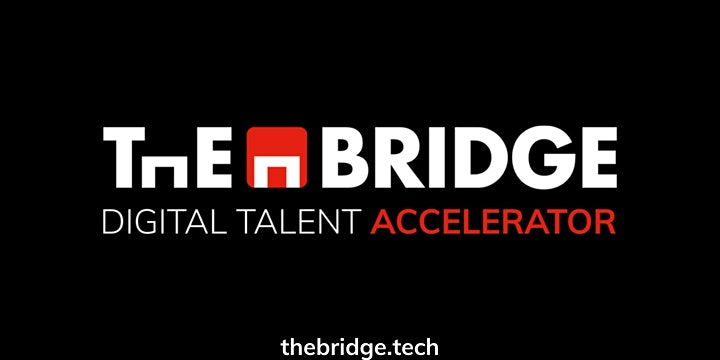 THE BRIDGE
DIGITAL TALENT ACCELERATOR
thebridge.tech